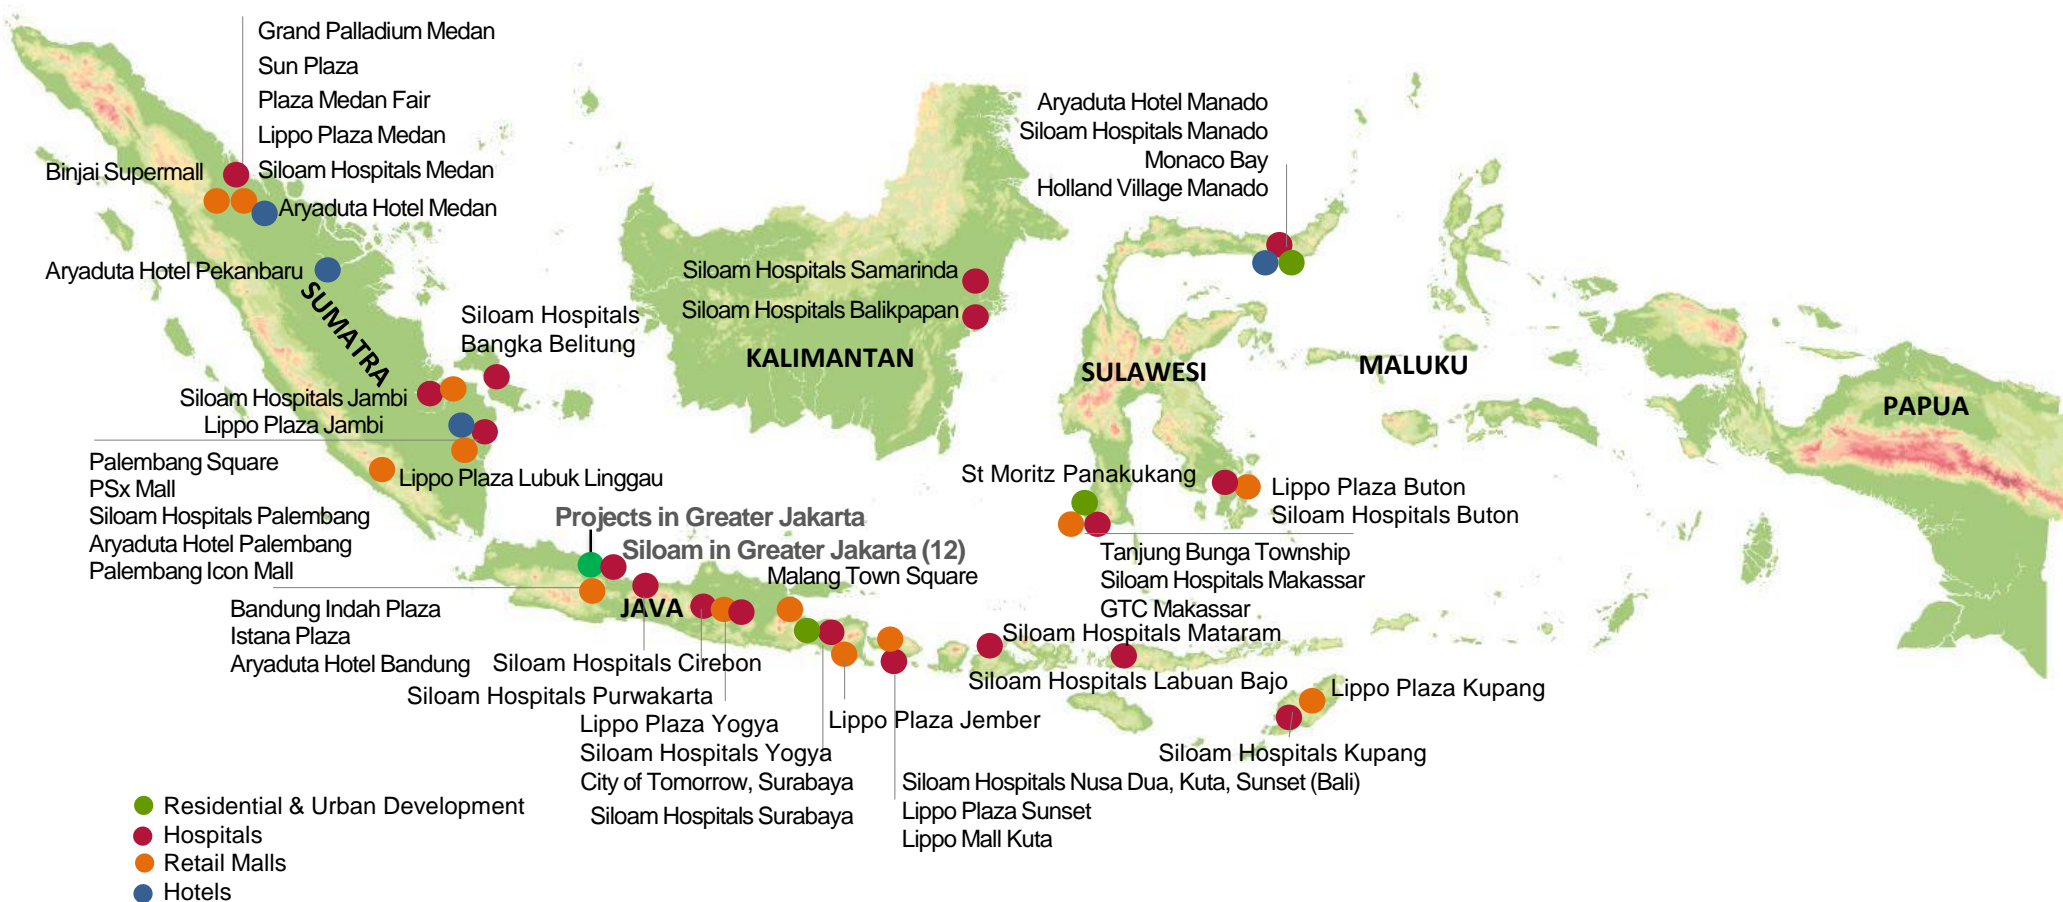 Grand Palladium Medan
Sun Plaza
Plaza Medan Fair
Lippo Plaza Medan
Siloam Hospitals Medan
Binjai Supermall
Aryaduta Hotel Medan
Aryaduta Hotel Pekanbaru
SUMATRA
Siloam Hospitals
Bangka Belitung
Siloam Hospitals Jambi
Lippo Plaza Jambi
Palembang Square
PSx Mall
Siloam Hospitals Palembang
Aryaduta Hotel Palembang
Palembang Icon Mall
Lippo Plaza Lubuk Linggau
Siloam Hospitals Samarinda
Siloam Hospitals Balikpapan
KALIMANTAN
Aryaduta Hotel Manado
Siloam Hospitals Manado
Monaco Bay
Holland Village Manado
SULAWESI
MALUKU
PAPUA
St Moritz Panakukang
Lippo Plaza Buton
Siloam Hospitals Buton
Tanjung Bunga Township
Siloam Hospitals Makassar
GTC Makassar
Projects in Greater Jakarta
Siloam in Greater Jakarta (12)
Malang Town Square
JAVA
Bandung Indah Plaza
Istana Plaza
Aryaduta Hotel Bandung
Siloam Hospitals Cirebon
Siloam Hospitals Purwakarta
Lippo Plaza Yogya
Siloam Hospitals Yogya
City of Tomorrow, Surabaya
Siloam Hospitals Surabaya
Lippo Plaza Jember
Siloam Hospitals Mataram
Siloam Hospitals Labuan Bajo
Lippo Plaza Kupang
Siloam Hospitals Kupang
Siloam Hospitals Nusa Dua, Kuta, Sunset (Bali)
Lippo Plaza Sunset
Lippo Mall Kuta
Residential & Urban Development
Hospitals
Retail Malls
Hotels